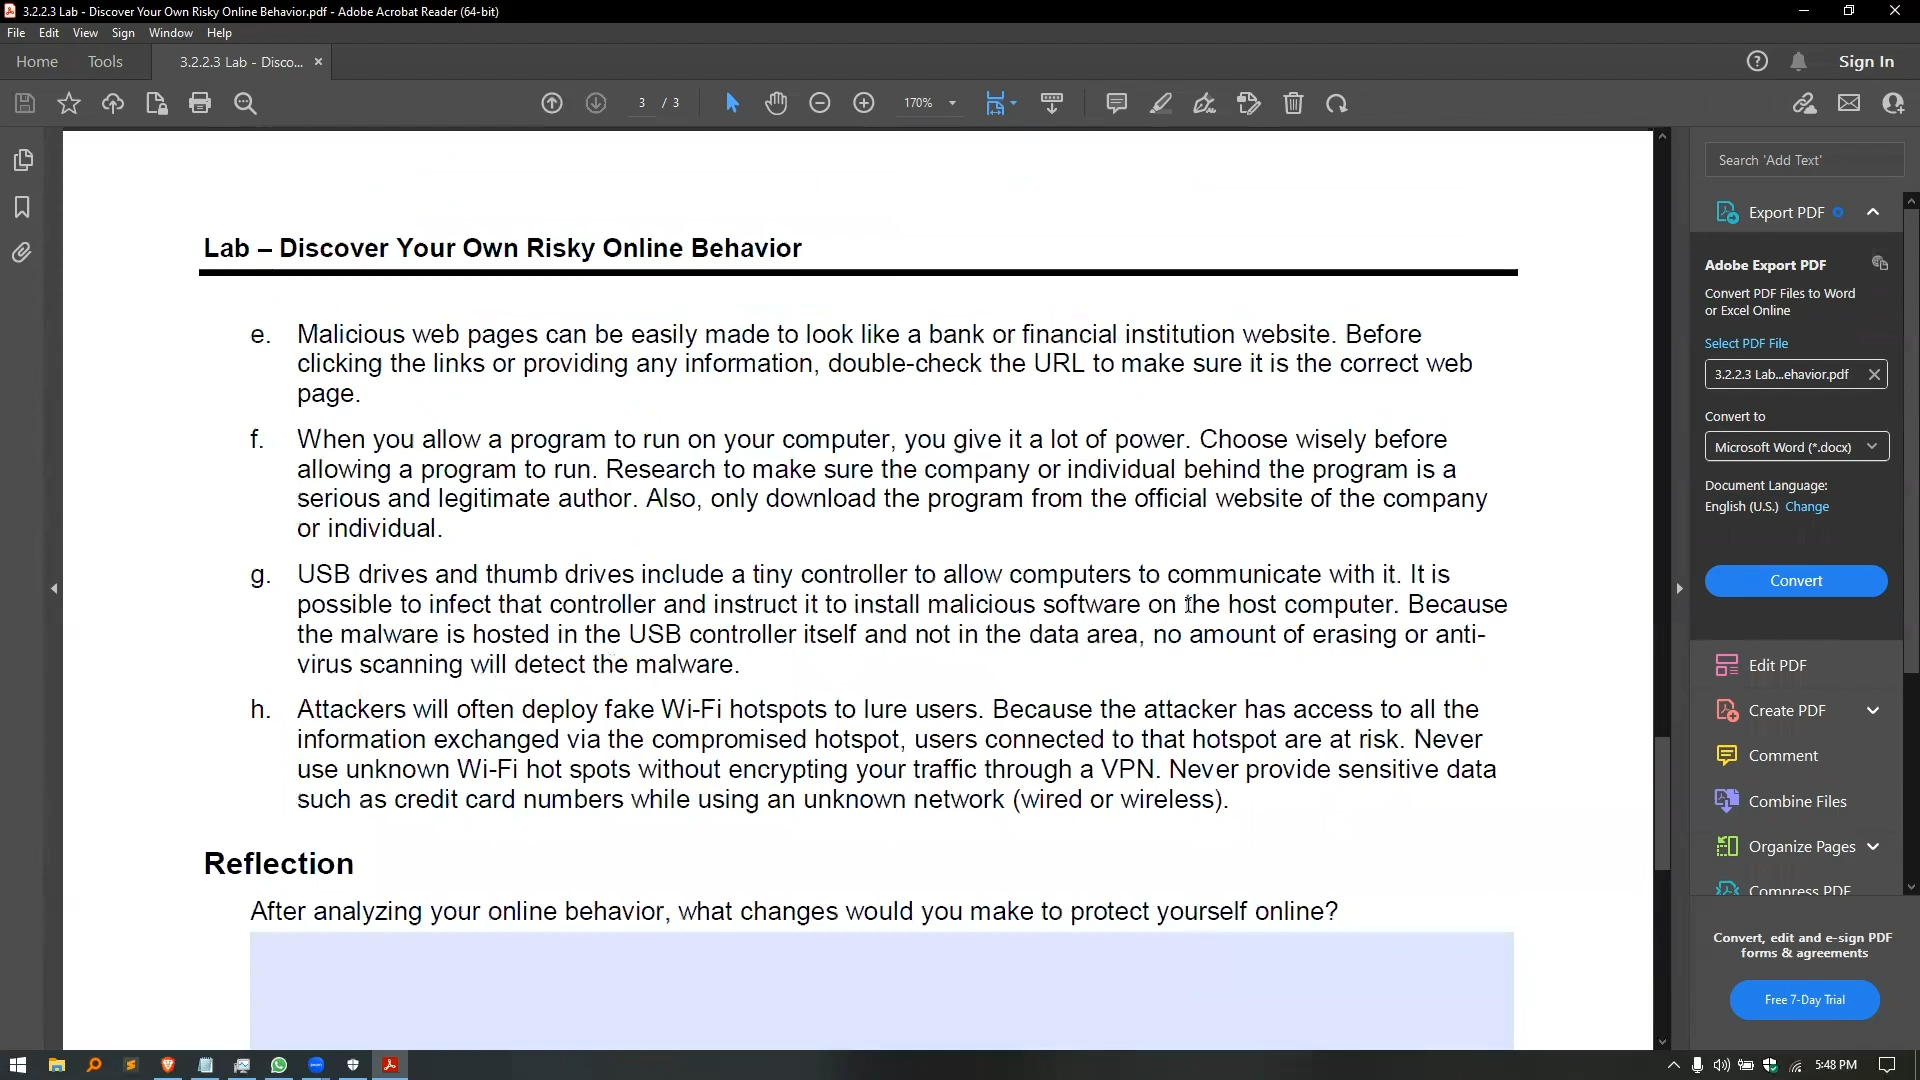 3.2.2.3 Lab - Discover Your Own Risky Online Behavior.pdf - Adobe Acrobat Reader (64-bit)
File Edit View Sign Window Help
Home Tools 3.2.2.3 Lab - Disco... Sign In
3 / 3 170%
Search 'Add Text'
Export PDF
Adobe Export PDF
Convert PDF Files to Word
or Excel Online
Select PDF File
3.2.2.3 Lab...ehavior.pdf
Convert to
Microsoft Word (*.docx)
Document Language:
English (U.S.) Change
Convert
Edit PDF
Create PDF
Comment
Combine Files
Organize Pages
Compress PDF
Convert, edit and e-sign PDF
forms & agreements
Free 7-Day Trial
Lab – Discover Your Own Risky Online Behavior
e. Malicious web pages can be easily made to look like a bank or financial institution website. Before
clicking the links or providing any information, double-check the URL to make sure it is the correct web
page.
f. When you allow a program to run on your computer, you give it a lot of power. Choose wisely before
allowing a program to run. Research to make sure the company or individual behind the program is a
serious and legitimate author. Also, only download the program from the official website of the company
or individual.
g. USB drives and thumb drives include a tiny controller to allow computers to communicate with it. It is
possible to infect that controller and instruct it to install malicious software on the host computer. Because
the malware is hosted in the USB controller itself and not in the data area, no amount of erasing or anti-
virus scanning will detect the malware.
h. Attackers will often deploy fake Wi-Fi hotspots to lure users. Because the attacker has access to all the
information exchanged via the compromised hotspot, users connected to that hotspot are at risk. Never
use unknown Wi-Fi hot spots without encrypting your traffic through a VPN. Never provide sensitive data
such as credit card numbers while using an unknown network (wired or wireless).
Reflection
After analyzing your online behavior, what changes would you make to protect yourself online?
5:48 PM